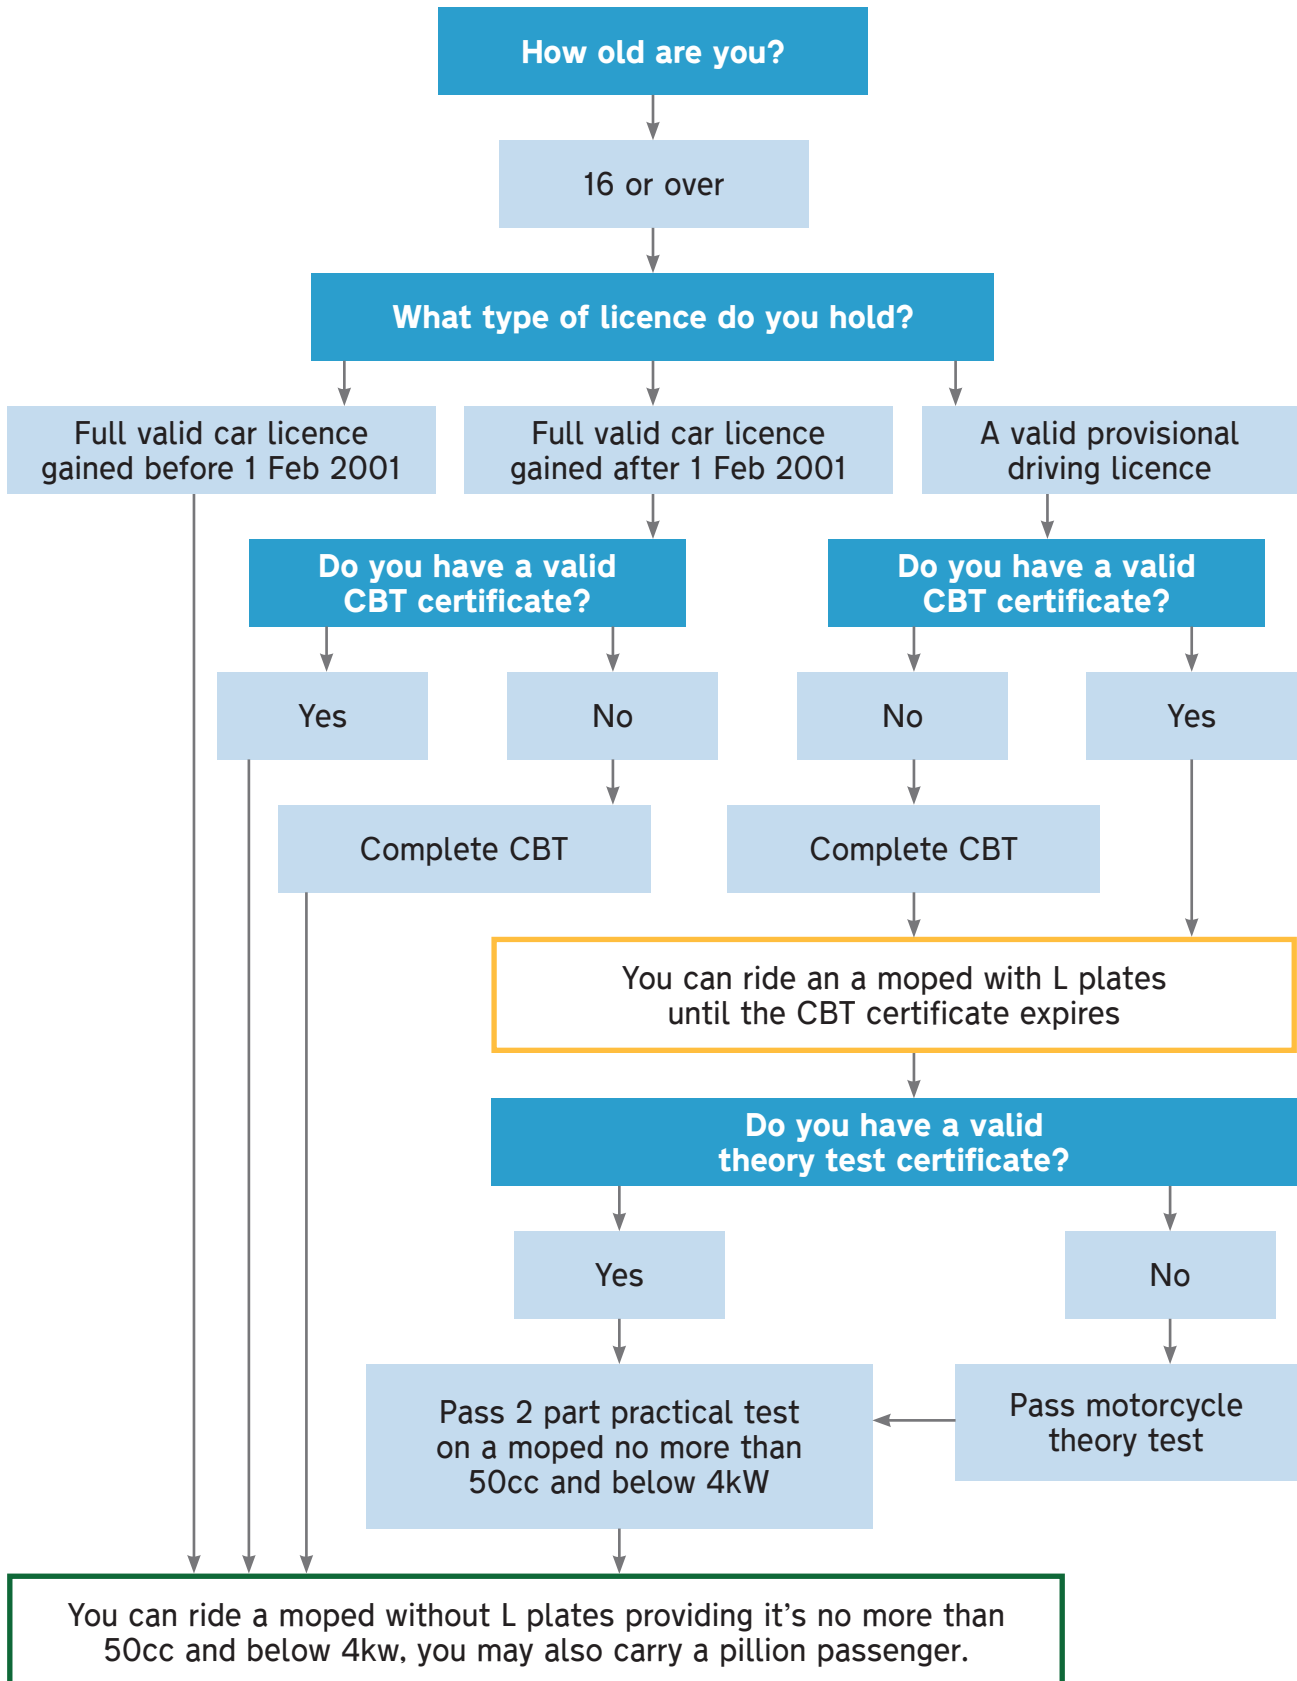 How old are you?
16 or over
What type of licence do you hold?
Full valid car licence
gained before 1 Feb 2001
Full valid car licence
gained after 1 Feb 2001
A valid provisional
driving licence
Do you have a valid
CBT certificate?
Do you have a valid
CBT certificate?
Yes
No
No
Yes
Complete CBT
Complete CBT
You can ride an a moped with L plates
until the CBT certificate expires
Do you have a valid
theory test certificate?
Yes
No
Pass 2 part practical test
on a moped no more than
50cc and below 4kW
Pass motorcycle
theory test
You can ride a moped without L plates providing it's no more than
50cc and below 4kw, you may also carry a pillion passenger.